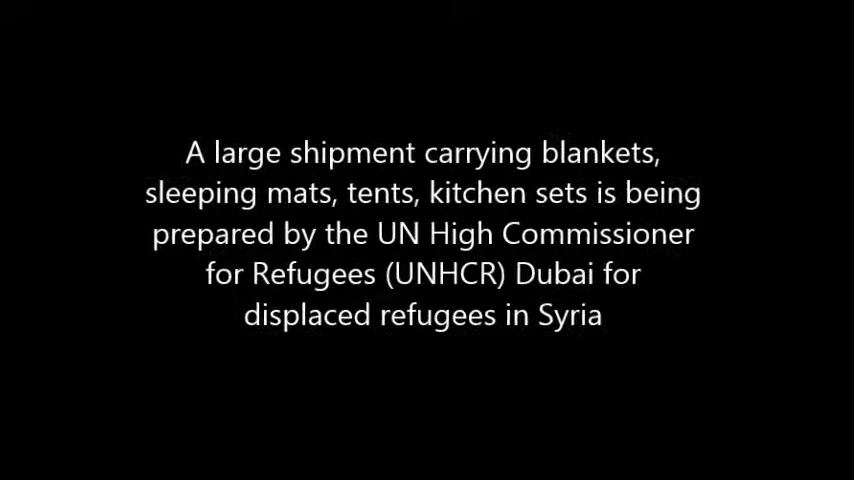 A large shipment carrying blankets,
sleeping mats, tents, kitchen sets is being
prepared by the UN High Commissioner
for Refugees (UNHCR) Dubai for
displaced refugees in Syria